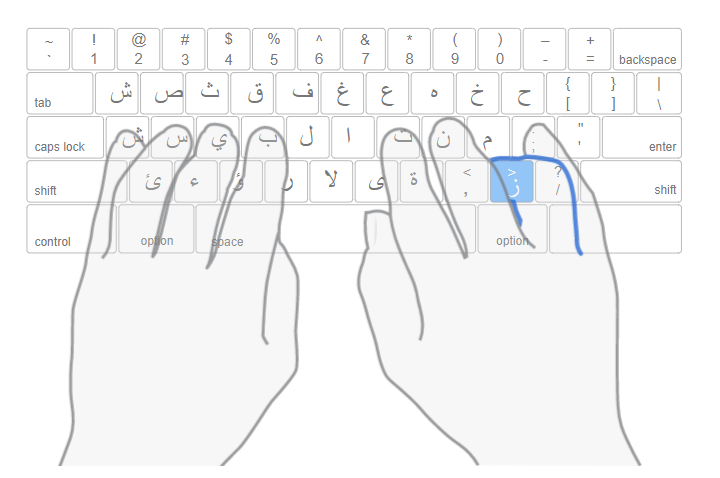 ~ ! @ # $ % ^ & * ( ) – +
` 1 2 3 4 5 6 7 8 9 0 - = backspace
{ } |
tab ش ص ث ق ف غ ع ه خ ح [ ] \
: "
caps lock ش س ي ب ل ا ت ن م ; ' enter
< > ?
shift ئ ء ؤ ر لا ى ة , ز / shift
control option space option